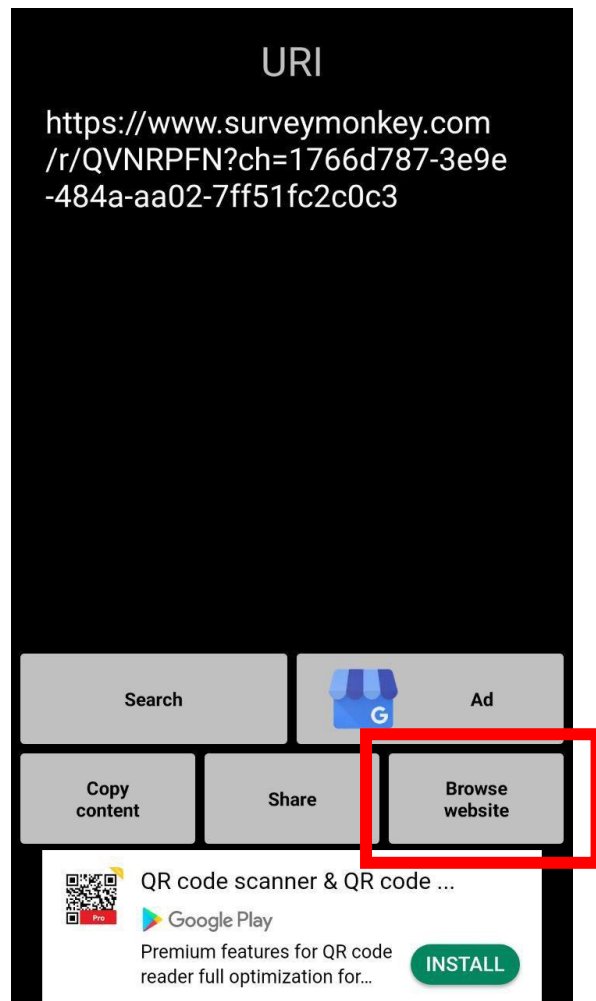 URI
https://www.surveymonkey.com
/r/QVNRPFN?ch=1766d787-3e9e
-484a-aa02-7ff51fc2c0c3
Search
G
Ad
Copy
content
Share
Browse
website
QR code scanner & QR code ...
Pro
Google Play
Premium features for QR code
reader full optimization for...
INSTALL